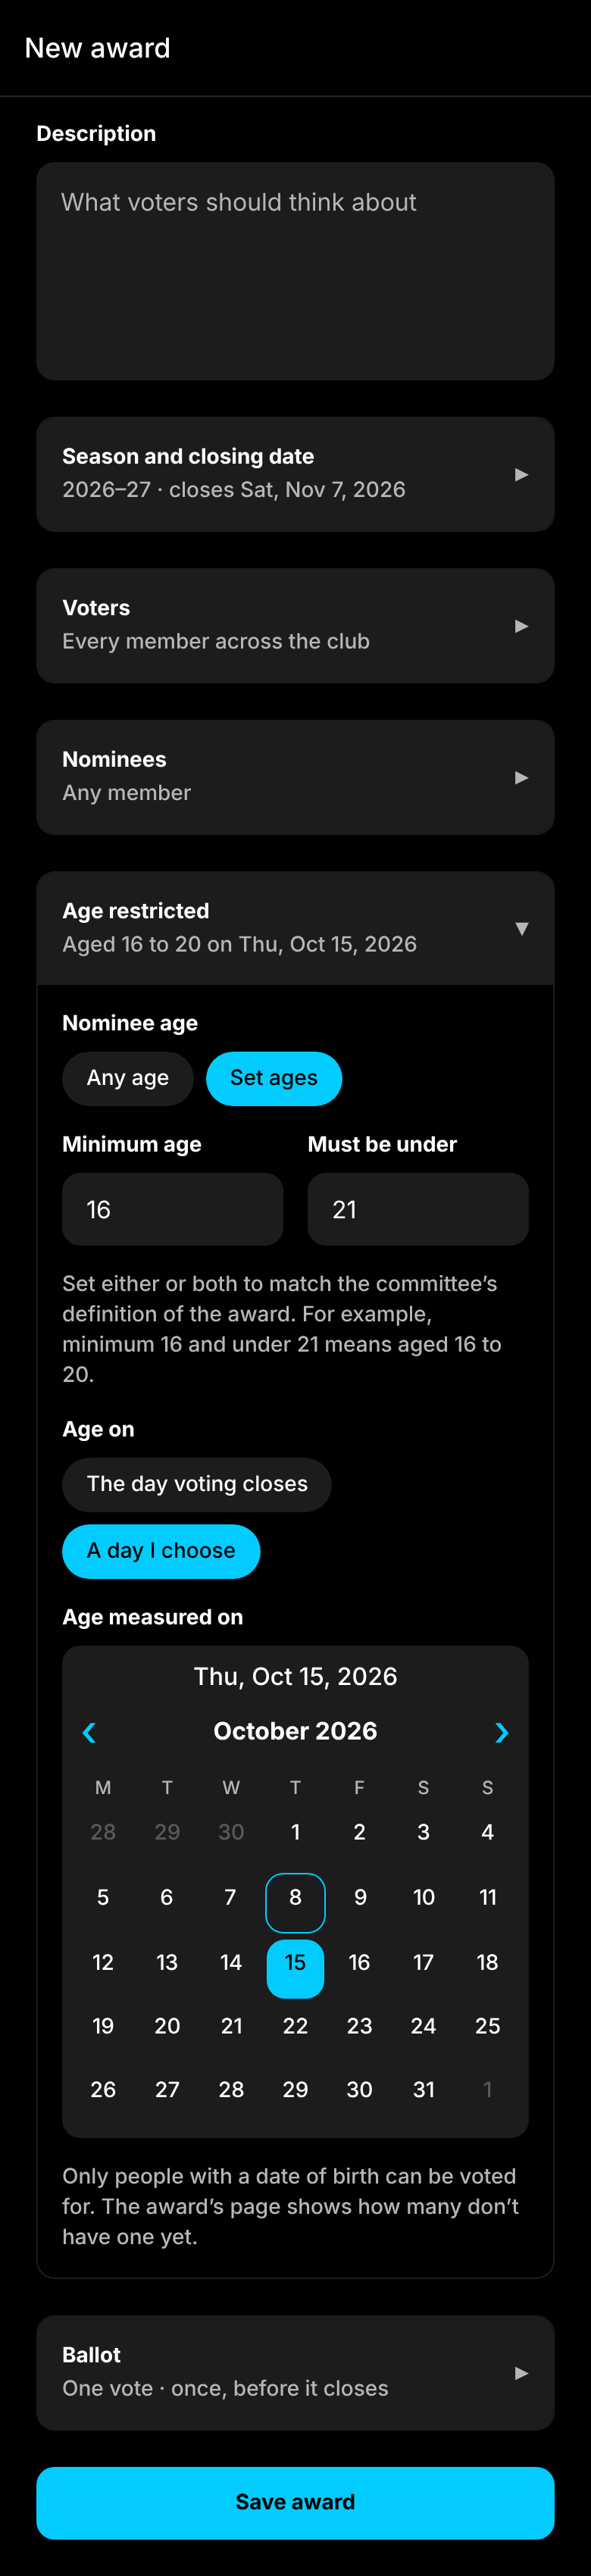 New award
Description
What voters should think about
Season and closing date
2026–27 · closes Sat, Nov 7, 2026
▶
Voters
Every member across the club
▶
Nominees
Any member
▶
Age restricted
Aged 16 to 20 on Thu, Oct 15, 2026
▼
Nominee age
Any age Set ages
Minimum age Must be under
16 21
Set either or both to match the committee’s
definition of the award. For example,
minimum 16 and under 21 means aged 16 to
20.
Age on
The day voting closes
A day I choose
Age measured on
Thu, Oct 15, 2026
‹ October 2026 ›
M T W T F S S
28 29 30 1 2 3 4
5 6 7 8 9 10 11
12 13 14 15 16 17 18
19 20 21 22 23 24 25
26 27 28 29 30 31 1
Only people with a date of birth can be voted
for. The award’s page shows how many don’t
have one yet.
Ballot
One vote · once, before it closes
▶
Save award